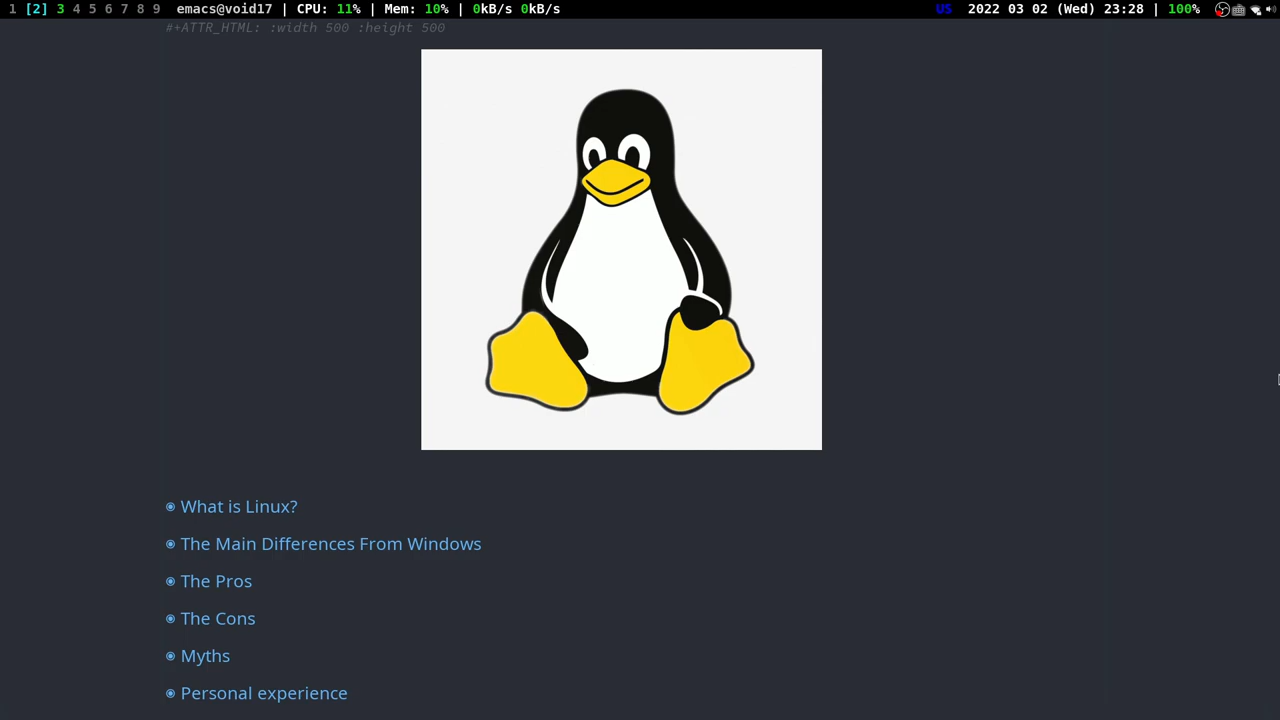 1 [2] 3 4 5 6 7 8 9 emacs@void17 | CPU: 11% | Mem: 10% | 0kB/s 0kB/s US 2022 03 02 (Wed) 23:28 | 100%
#+ATTR_HTML: :width 500 :height 500
What is Linux?
The Main Differences From Windows
The Pros
The Cons
Myths
Personal experience